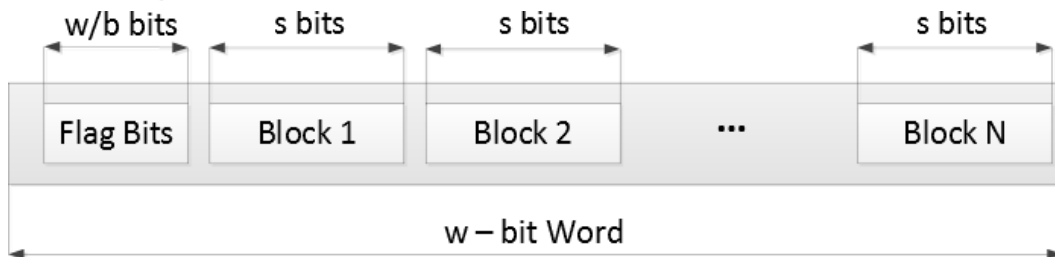 w/b bits s bits s bits s bits
Flag Bits Block 1 Block 2 ... Block N
w – bit Word